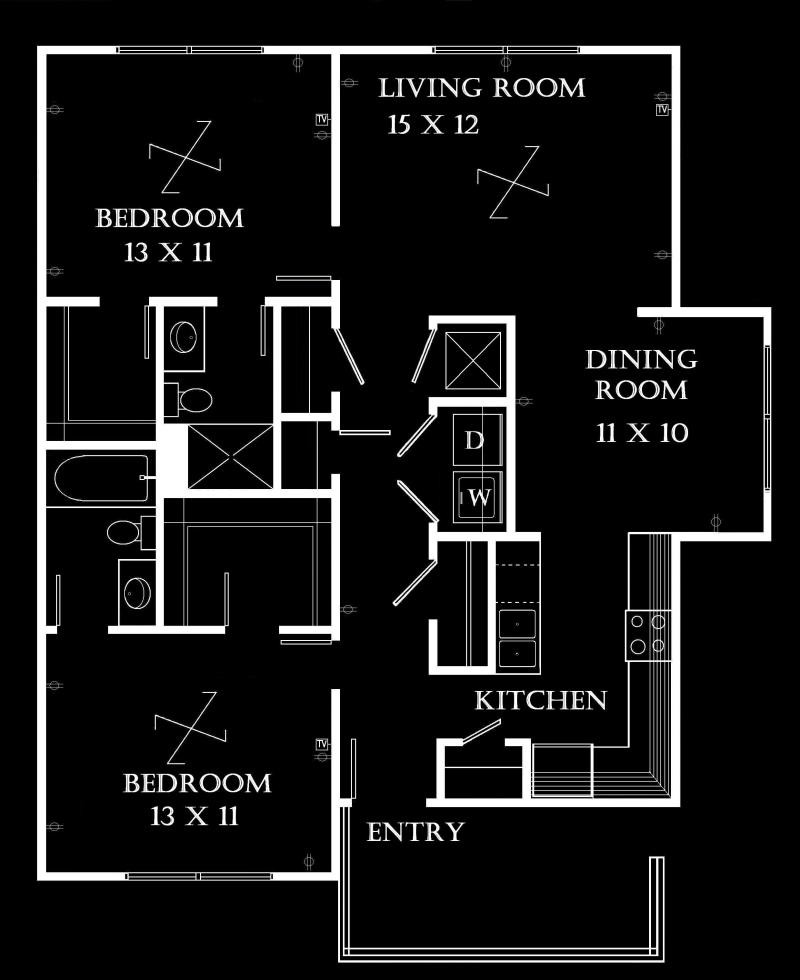 LIVING ROOM
15 X 12
TV
TV
BEDROOM
13 X 11
DINING
ROOM
11 X 10
D
W
KITCHEN
TV
BEDROOM
13 X 11
ENTRY